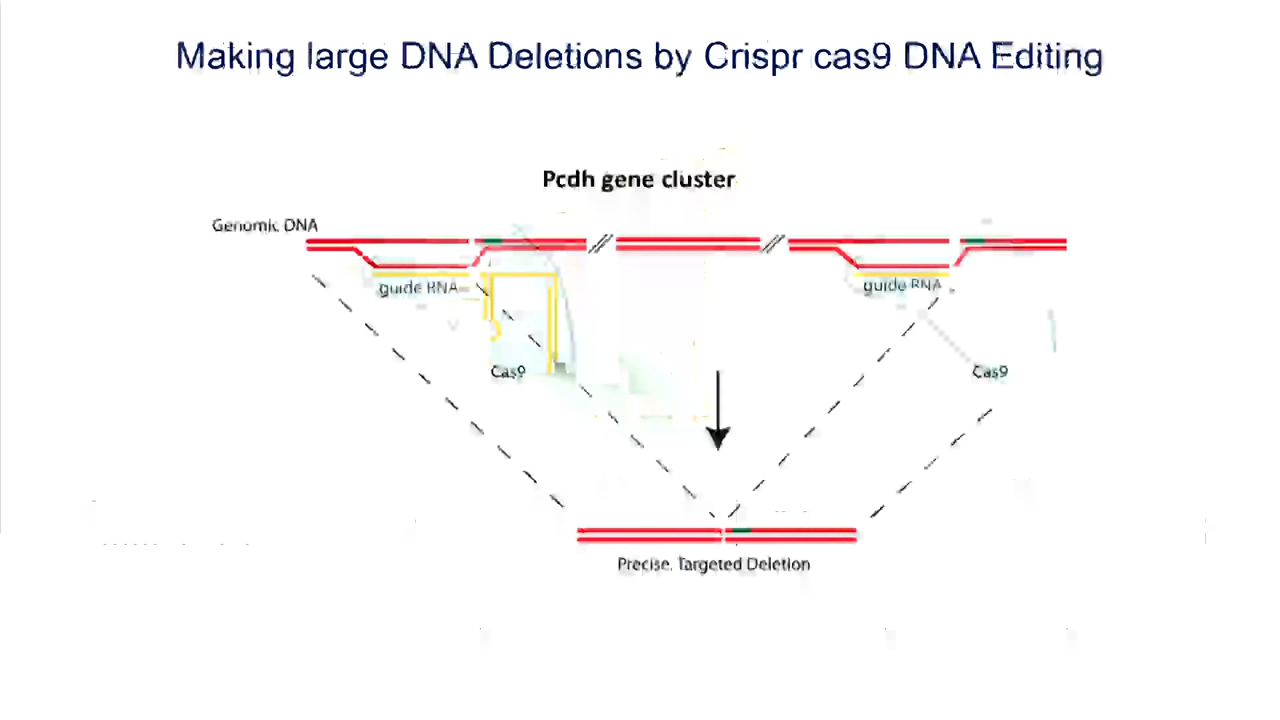 Making large DNA Deletions by Crispr cas9 DNA Editing
Pcdh gene cluster
Genomic DNA
guide RNA
guide RNA
Cas9
Cas9
Precise. Targeted Deletion